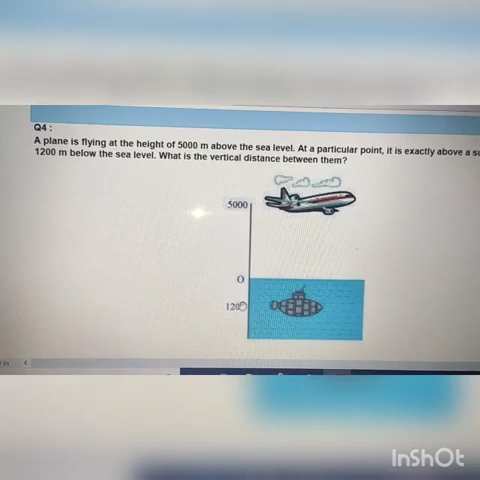 Q4 :
A plane is flying at the height of 5000 m above the sea level. At a particular point, it is exactly above a
1200 m below the sea level. What is the vertical distance between them?
5000
O
120
in
InShOt